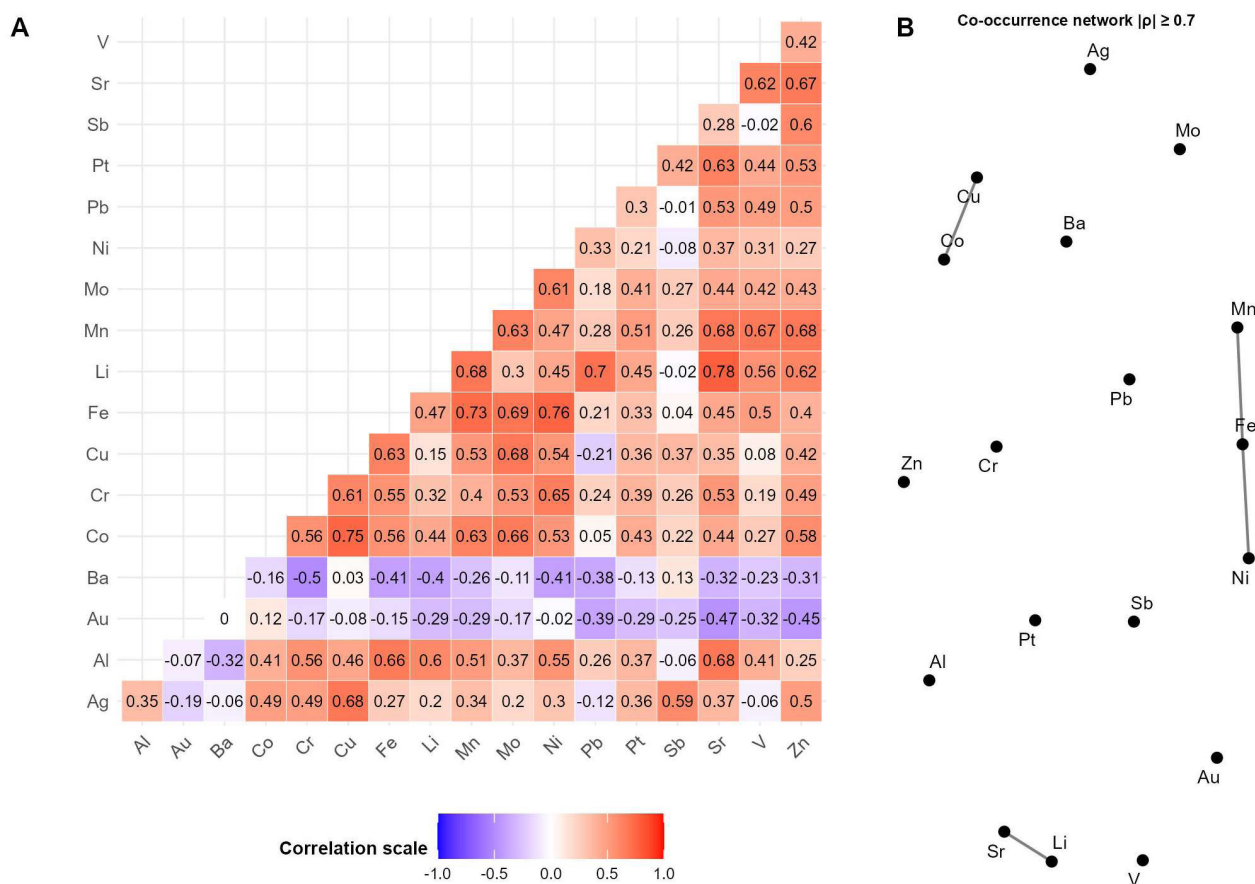 A
V 0.42
Sr 0.62 0.67
Sb 0.28 -0.02 0.6
Pt 0.42 0.63 0.44 0.53
Pb 0.3 -0.01 0.53 0.49 0.5
Ni 0.33 0.21 -0.08 0.37 0.31 0.27
Mo 0.61 0.18 0.41 0.27 0.44 0.42 0.43
Mn 0.63 0.47 0.28 0.51 0.26 0.68 0.67 0.68
Li 0.68 0.3 0.45 0.7 0.45 -0.02 0.78 0.56 0.62
Fe 0.47 0.73 0.69 0.76 0.21 0.33 0.04 0.45 0.5 0.4
Cu 0.63 0.15 0.53 0.68 0.54 -0.21 0.36 0.37 0.35 0.08 0.42
Cr 0.61 0.55 0.32 0.4 0.53 0.65 0.24 0.39 0.26 0.53 0.19 0.49
Co 0.56 0.75 0.56 0.44 0.63 0.66 0.53 0.05 0.43 0.22 0.44 0.27 0.58
Ba -0.16 -0.5 0.03 -0.41 -0.4 -0.26 -0.11 -0.41 -0.38 -0.13 0.13 -0.32 -0.23 -0.31
Au 0 0.12 -0.17 -0.08 -0.15 -0.29 -0.29 -0.17 -0.02 -0.39 -0.29 -0.25 -0.47 -0.32 -0.45
Al -0.07 -0.32 0.41 0.56 0.46 0.66 0.6 0.51 0.37 0.55 0.26 0.37 -0.06 0.68 0.41 0.25
Ag 0.35 -0.19 -0.06 0.49 0.49 0.68 0.27 0.2 0.34 0.2 0.3 -0.12 0.36 0.59 0.37 -0.06 0.5
Al Au Ba Co Cr Cu Fe Li Mn Mo Ni Pb Pt Sb Sr V Zn
Correlation scale
-1.0 -0.5 0.0 0.5 1.0
B
Co-occurrence network |ρ| ≥ 0.7
Ag
Mo
Cu
Ba
Co
Mn
Pb
Fe
Zn
Cr
Ni
Sb
Pt
Al
Au
Li
Sr
V